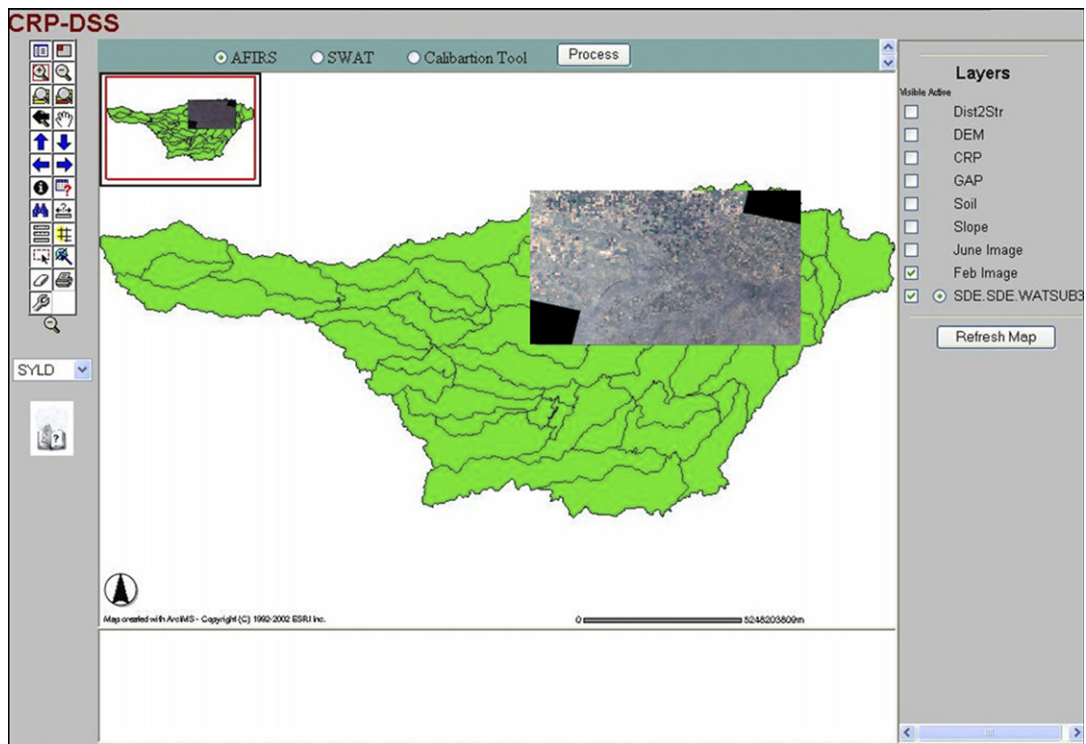 CRP-DSS
AFIRS SWAT Calibartion Tool Process
Layers
Visible Active
Dist2Str
DEM
CRP
GAP
Soil
Slope
June Image
Feb Image
SDE.SDE.WATSUB3
Refresh Map
SYLD
Map created with ArcIMS - Copyright (C) 1992-2002 ESRI Inc.
0 5248203809m